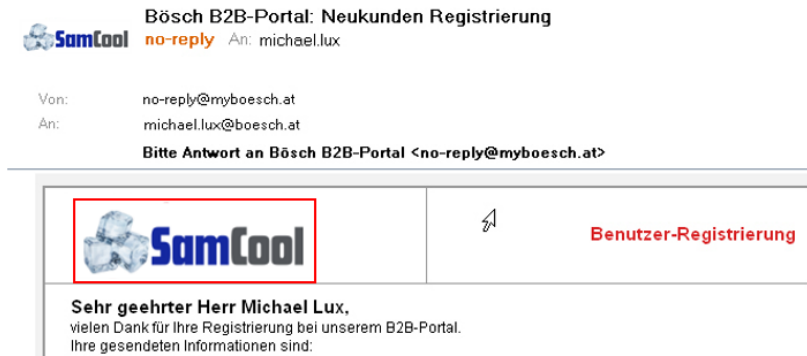 Bösch B2B-Portal: Neukunden Registrierung
SamCool no-reply An: michael.lux
Von: no-reply@myboesch.at
An: michael.lux@boesch.at
Bitte Antwort an Bösch B2B-Portal <no-reply@myboesch.at>
SamCool
Benutzer-Registrierung
Sehr geehrter Herr Michael Lux,
vielen Dank für Ihre Registrierung bei unserem B2B-Portal.
Ihre gesendeten Informationen sind: